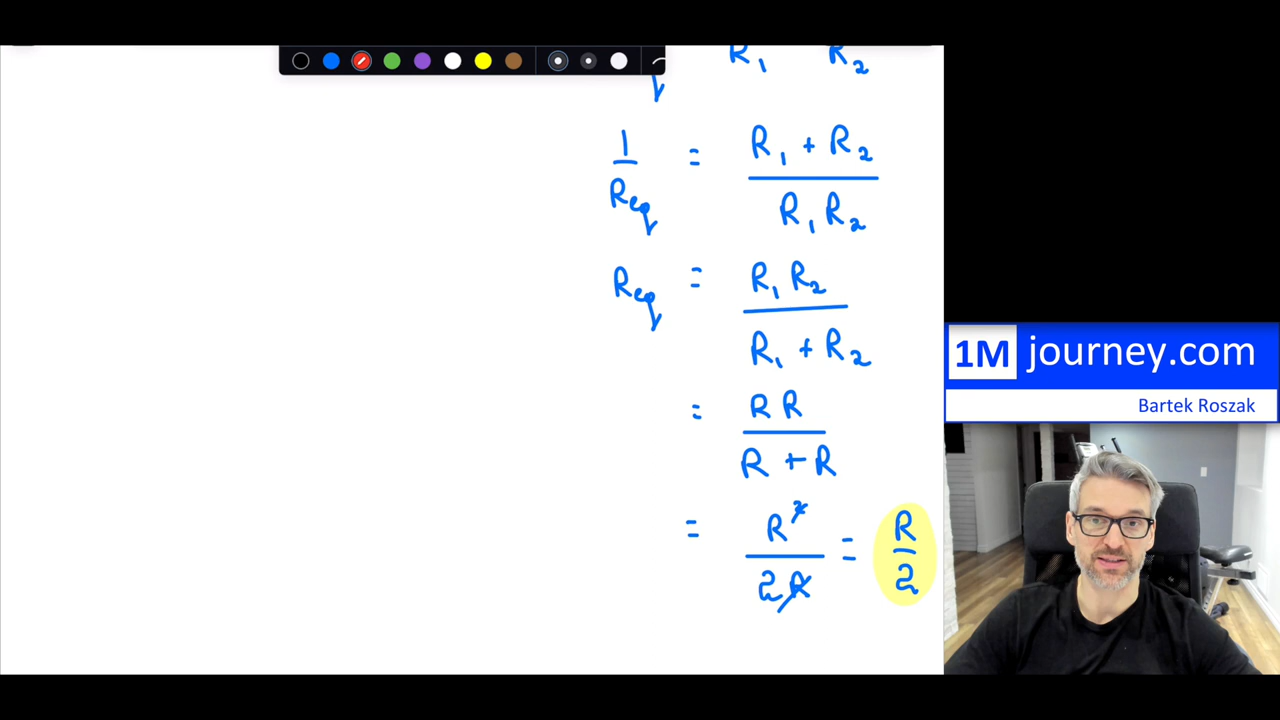 R₁ R₂
1/Req = (R₁ + R₂)/(R₁R₂)
Req = (R₁R₂)/(R₁ + R₂)
= (RR)/(R + R)
= R²/(2R) = R/2
1M journey.com
Bartek Roszak